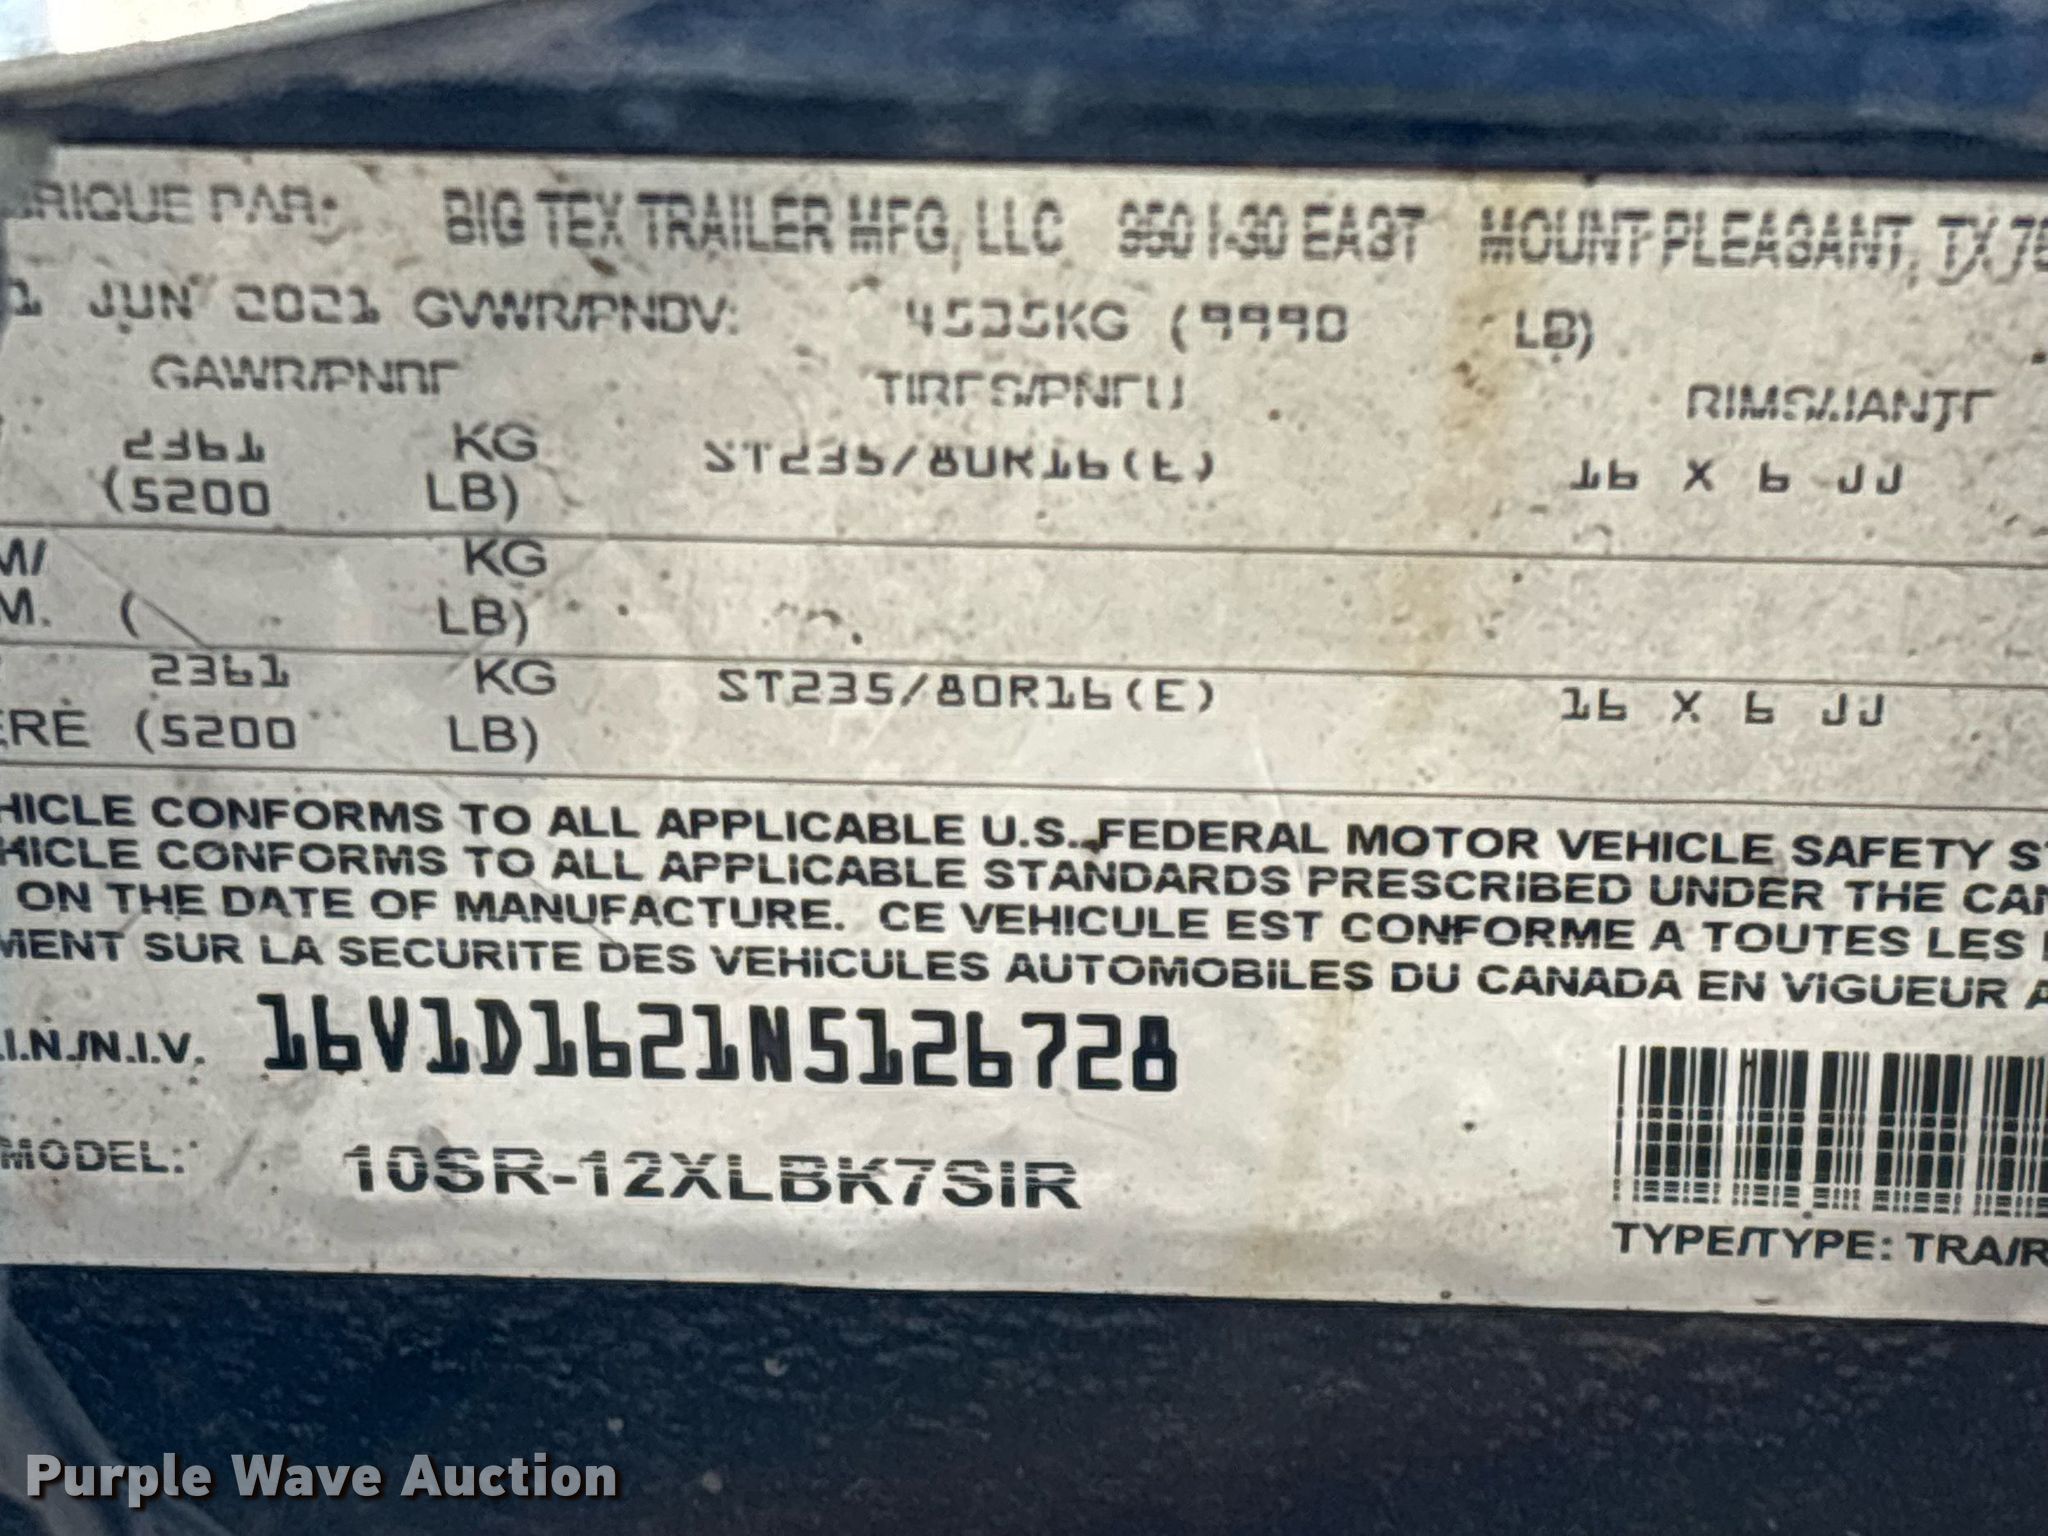 RIQUE PAR: BIG TEX TRAILER MFG, LLC 950 I-30 EAST MOUNT PLEASANT, TX 75
1 JUN 2021 GVWR/PNBV: 4535KG (9990 LB)
GAWR/PNBE TIRES/PNEU RIMS/JANTE
2361 KG ST235/80R16(E) 16 X 6 JJ
(5200 LB)
M/ KG
M. ( LB)
2361 KG ST235/80R16(E) 16 X 6 JJ
ERE (5200 LB)
HICLE CONFORMS TO ALL APPLICABLE U.S. FEDERAL MOTOR VEHICLE SAFETY ST
HICLE CONFORMS TO ALL APPLICABLE STANDARDS PRESCRIBED UNDER THE CAN
ON THE DATE OF MANUFACTURE. CE VEHICULE EST CONFORME A TOUTES LES
MENT SUR LA SECURITE DES VEHICULES AUTOMOBILES DU CANADA EN VIGUEUR A
.I.N./N.I.V. 16V1D1621N5126728
MODEL: 10SR-12XLBK7SIR
TYPE/TYPE: TRA/R
Purple Wave Auction